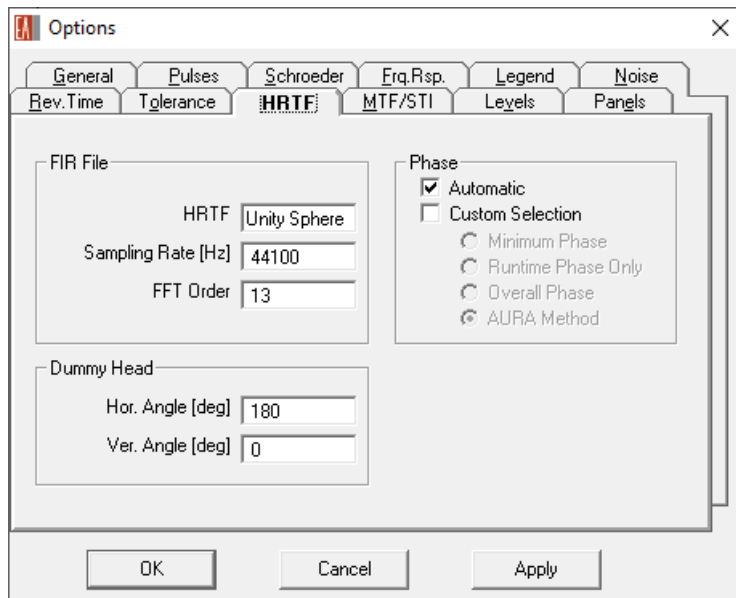 EA Options
General Pulses Schroeder Frq.Rsp. Legend Noise
Rev.Time Tolerance HRTF MTF/STI Levels Panels
FIR File
HRTF Unity Sphere
Sampling Rate [Hz] 44100
FFT Order 13
Dummy Head
Hor. Angle [deg] 180
Ver. Angle [deg] 0
Phase
Automatic
Custom Selection
Minimum Phase
Runtime Phase Only
Overall Phase
AURA Method
OK Cancel Apply